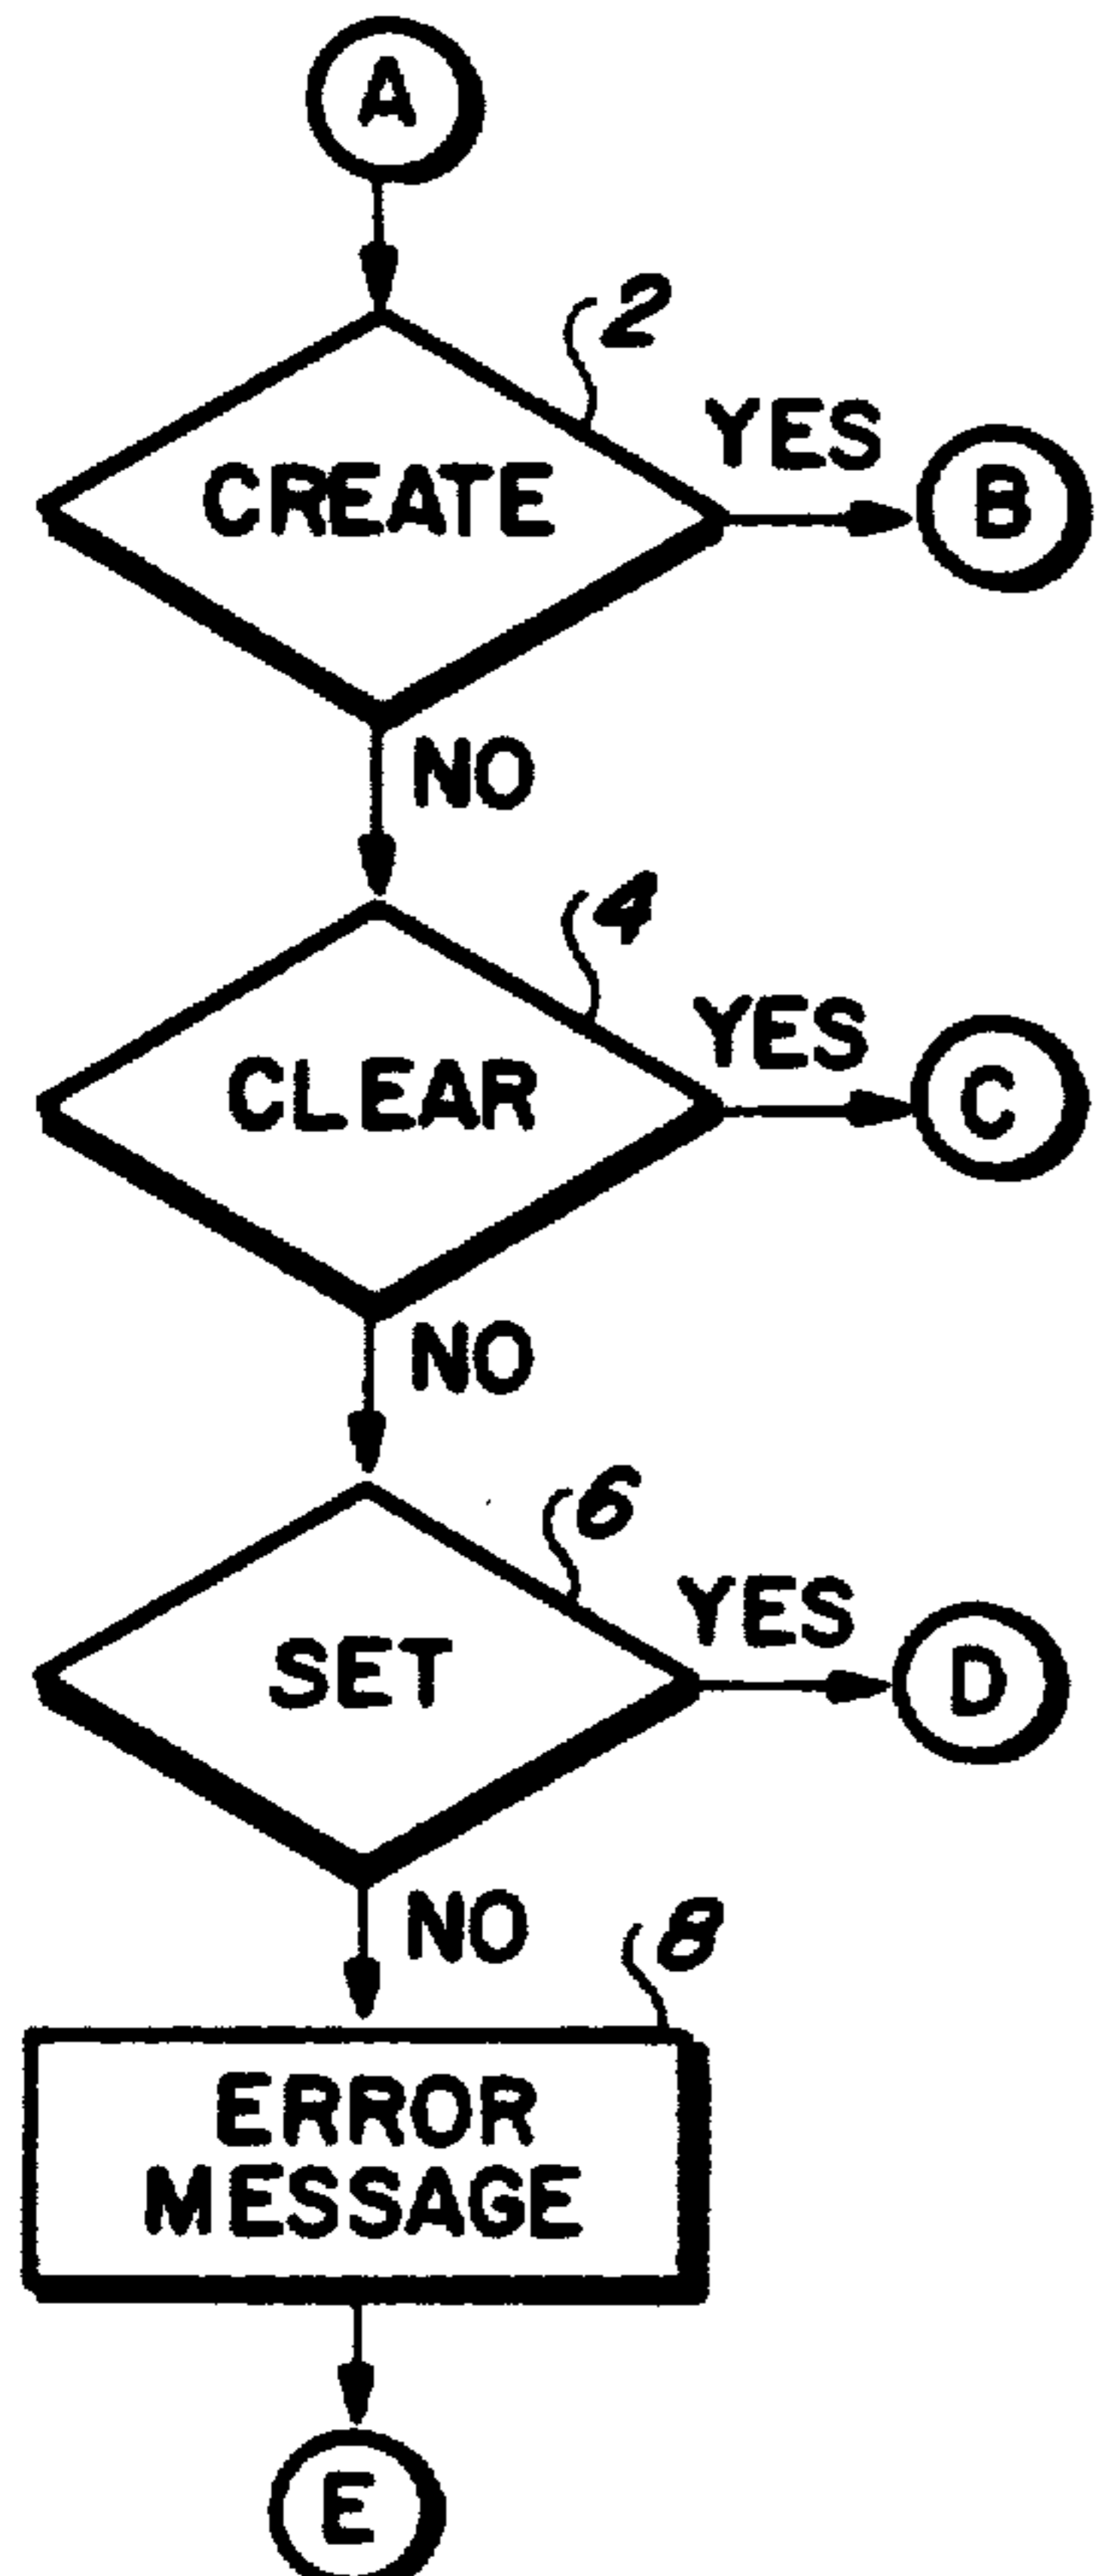 A
2
YES
CREATE
B
NO
4
YES
CLEAR
C
NO
6
YES
SET
D
NO
8
ERROR
MESSAGE
E